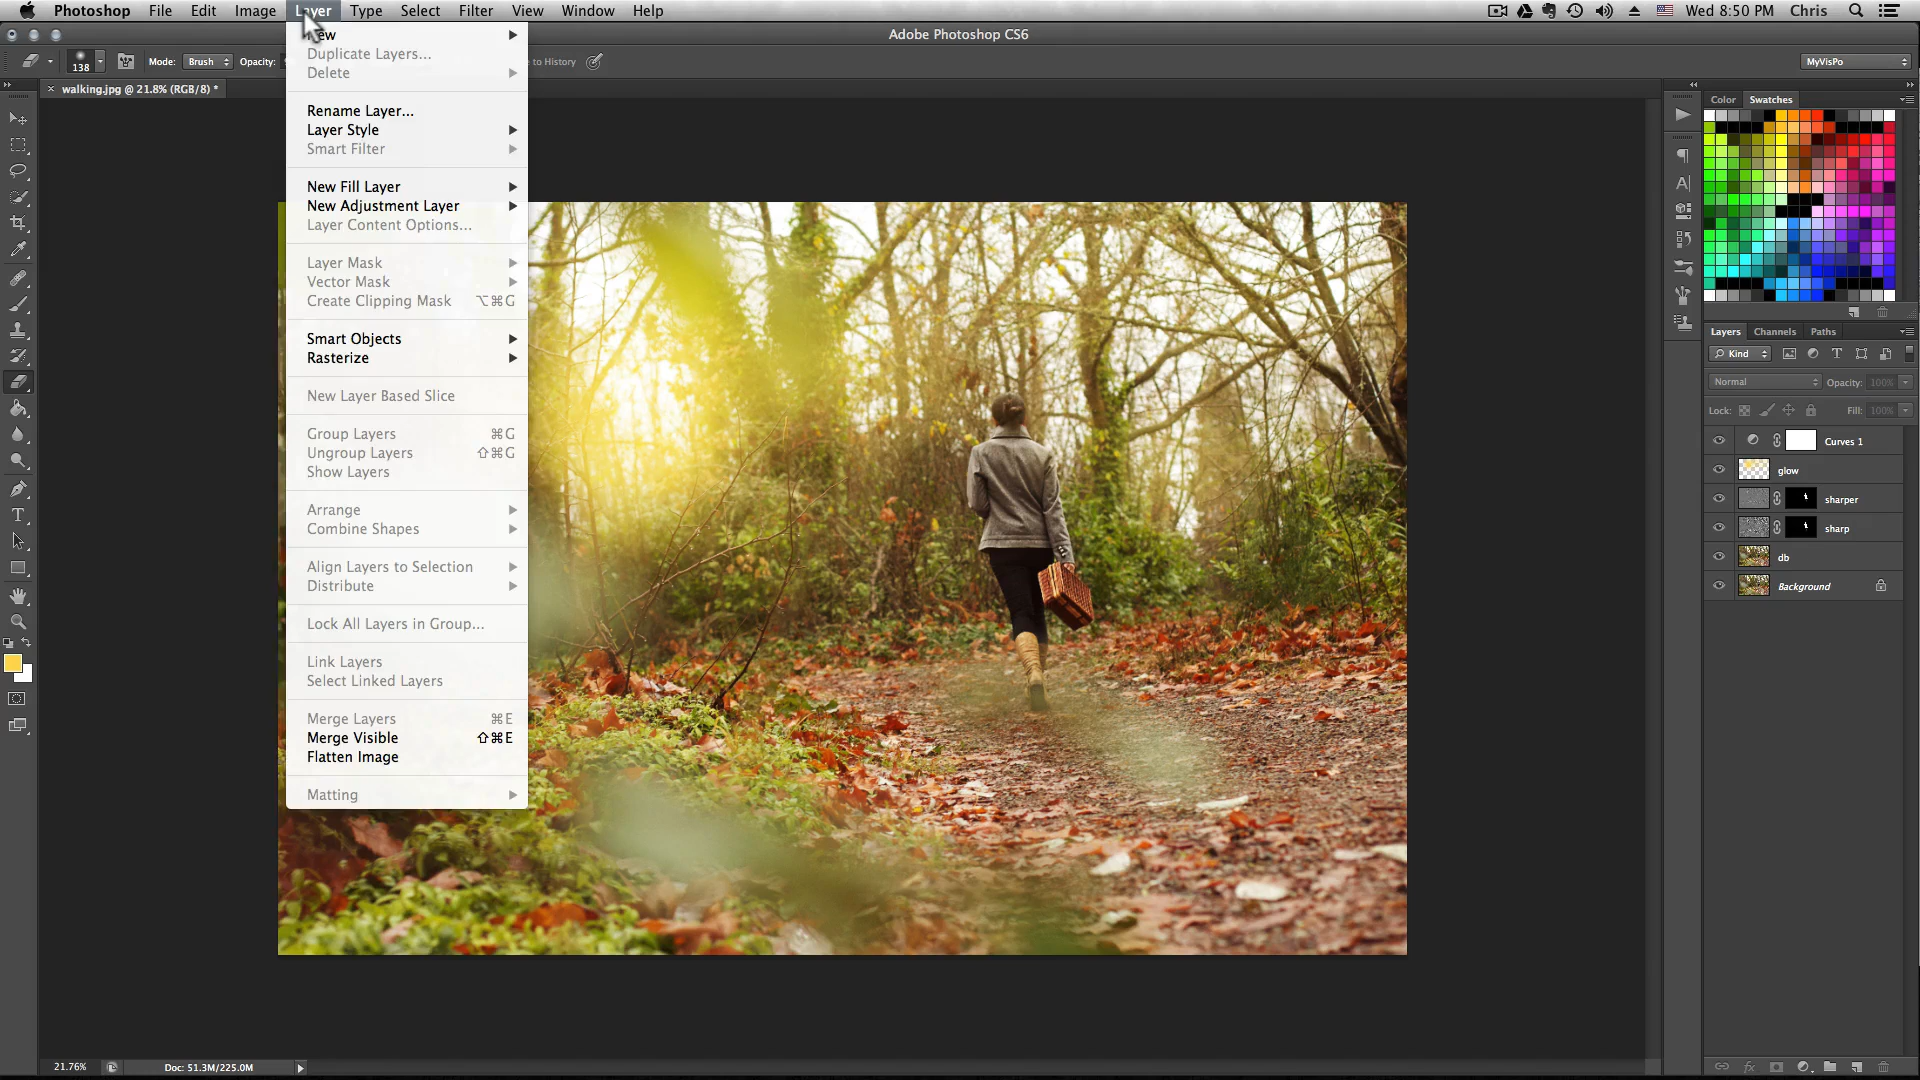 Photoshop File Edit Image Layer Type Select Filter View Window Help Wed 8:50 PM Chris
Adobe Photoshop CS6
138 Mode: Brush Opacity: to History MyVisPo
× walking.jpg @ 21.8% (RGB/8) *
New
Duplicate Layers...
Delete
Rename Layer...
Layer Style
Smart Filter
New Fill Layer
New Adjustment Layer
Layer Content Options...
Layer Mask
Vector Mask
Create Clipping Mask ⌥⌘G
Smart Objects
Rasterize
New Layer Based Slice
Group Layers ⌘G
Ungroup Layers ⇧⌘G
Show Layers
Arrange
Combine Shapes
Align Layers to Selection
Distribute
Lock All Layers in Group...
Link Layers
Select Linked Layers
Merge Layers ⌘E
Merge Visible ⇧⌘E
Flatten Image
Matting
Color Swatches
Layers Channels Paths
Kind
Normal Opacity: 100%
Lock: Fill: 100%
Curves 1
glow
sharper
sharp
db
Background
21.76% Doc: 51.3M/225.0M